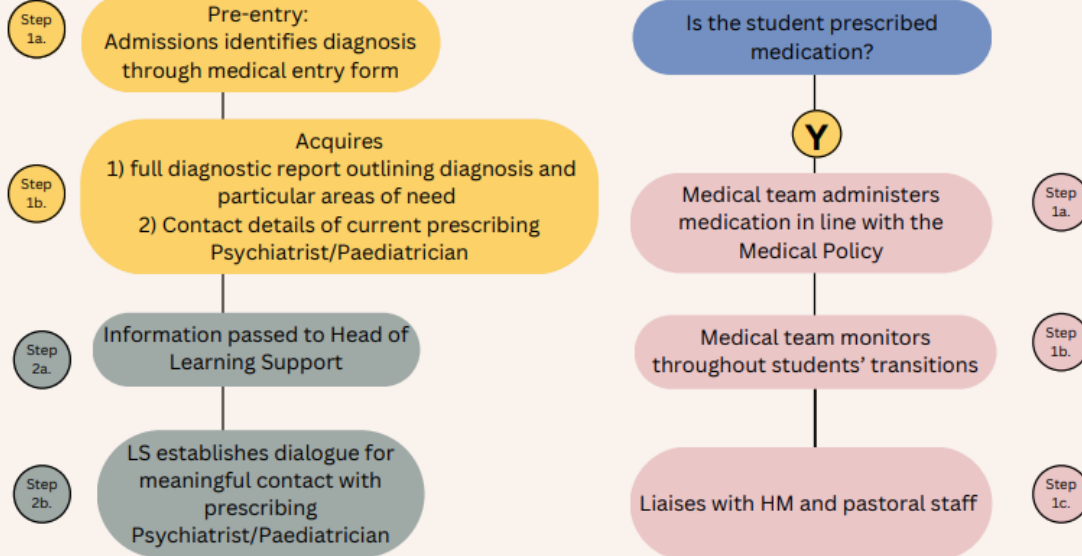 Step
1a.
Pre-entry:
Admissions identifies diagnosis
through medical entry form
Step
1b.
Acquires
1) full diagnostic report outlining diagnosis and
particular areas of need
2) Contact details of current prescribing
Psychiatrist/Paediatrician
Step
2a.
Information passed to Head of
Learning Support
Step
2b.
LS establishes dialogue for
meaningful contact with
prescribing
Psychiatrist/Paediatrician
Is the student prescribed
medication?
Y
Medical team administers
medication in line with the
Medical Policy
Step
1a.
Medical team monitors
throughout students’ transitions
Step
1b.
Liaises with HM and pastoral staff
Step
1c.